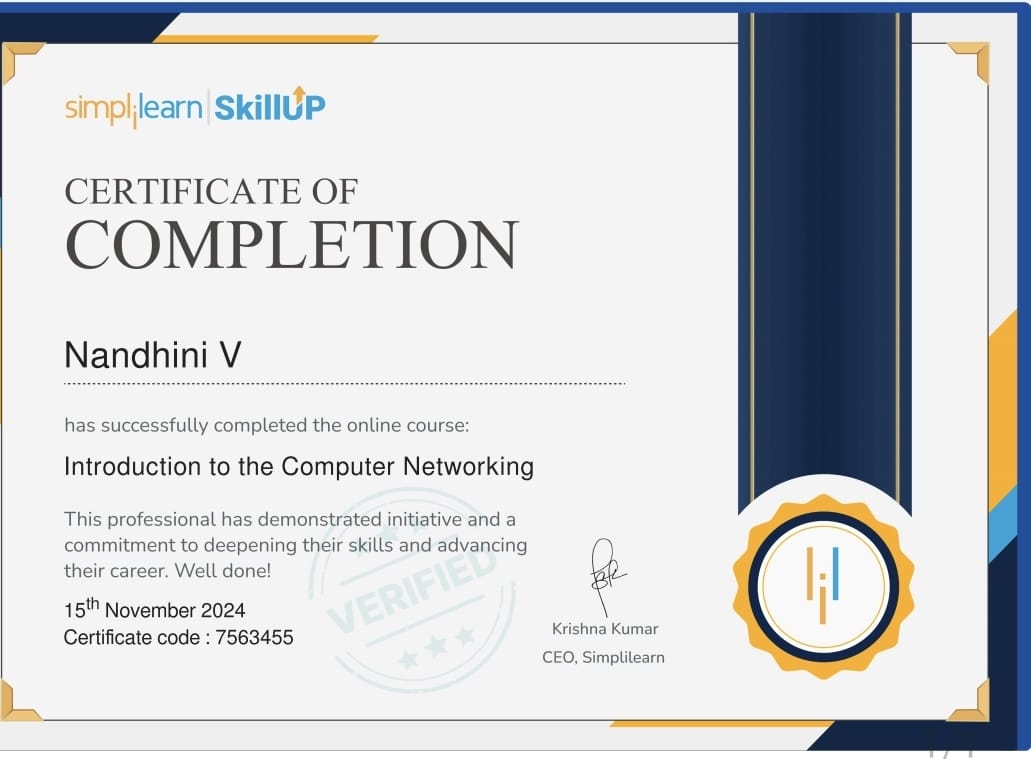 simplilearn | SkillUP
CERTIFICATE OF
COMPLETION
Nandhini V
has successfully completed the online course:
Introduction to the Computer Networking
This professional has demonstrated initiative and a
commitment to deepening their skills and advancing
their career. Well done!
VERIFIED
15th November 2024
Certificate code : 7563455
Krishna Kumar
CEO, Simplilearn